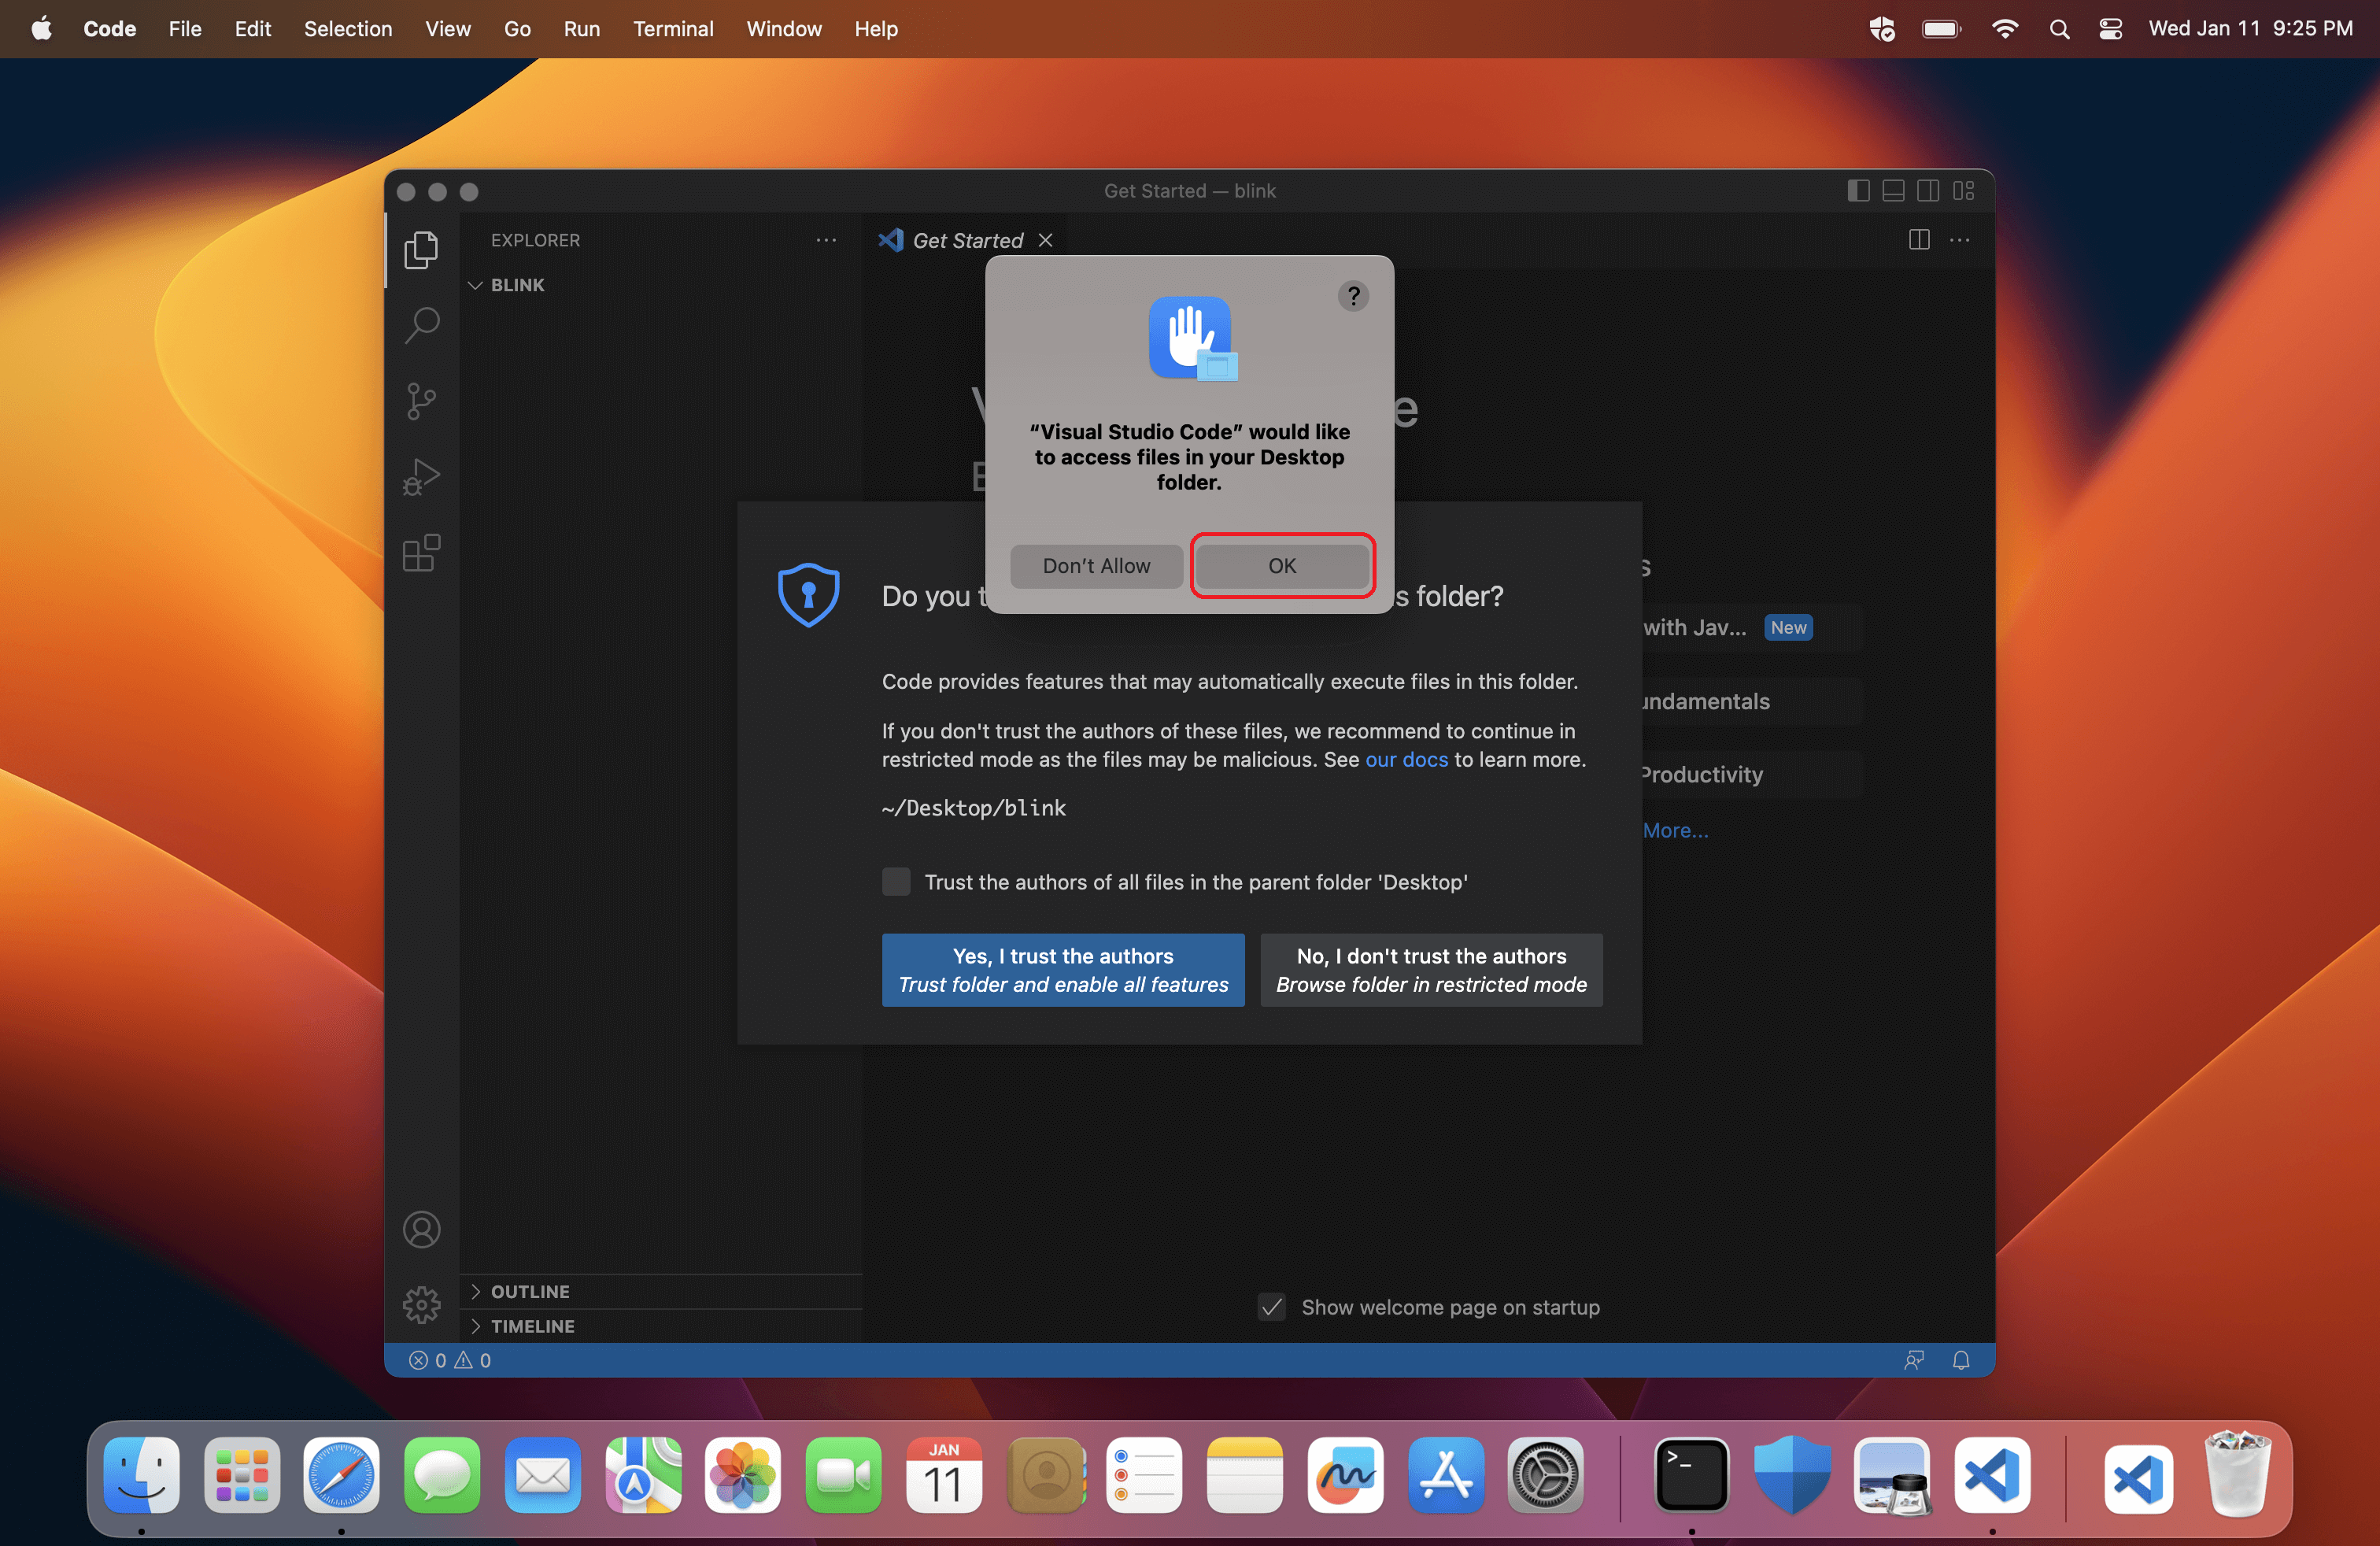 Code File Edit Selection View Go Run Terminal Window Help Wed Jan 11 9:25 PM
Get Started — blink
EXPLORER
Get Started
BLINK
?
“Visual Studio Code” would like
to access files in your Desktop
folder.
Don’t Allow
OK
Do you t
s folder?
with Jav...
New
Code provides features that may automatically execute files in this folder.
undamentals
If you don't trust the authors of these files, we recommend to continue in
restricted mode as the files may be malicious. See our docs to learn more.
Productivity
~/Desktop/blink
More...
Trust the authors of all files in the parent folder 'Desktop'
Yes, I trust the authors
Trust folder and enable all features
No, I don't trust the authors
Browse folder in restricted mode
OUTLINE
Show welcome page on startup
TIMELINE
0 0
JAN
11
>_